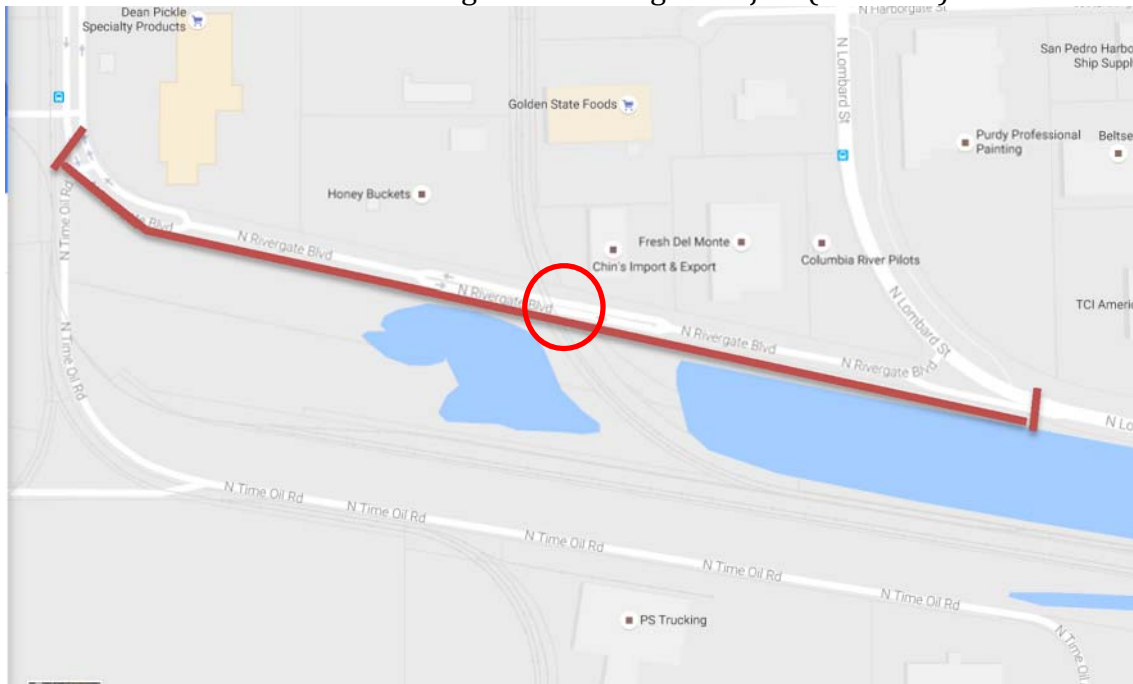 Dean Pickle
Specialty Products
N Harborgate St
N Lombard St
San Pedro Harbo
Ship Suppl
Golden State Foods
Purdy Professional
Painting
Beltse
Honey Buckets
N Time Oil Rd
Blvd
N Rivergate Blvd
Fresh Del Monte
Chin's Import & Export
Columbia River Pilots
N Rivergate Blvd
N Lombard St
TCI Ameri
N Rivergate Blvd
N Time Oil Rd
N Rivergate Blvd
N Lo
N Time Oil Rd
N Time Oil Rd
N Time Oil Rd
N Time Oil Rd
N Time Oil Rd
PS Trucking
N Time Oil